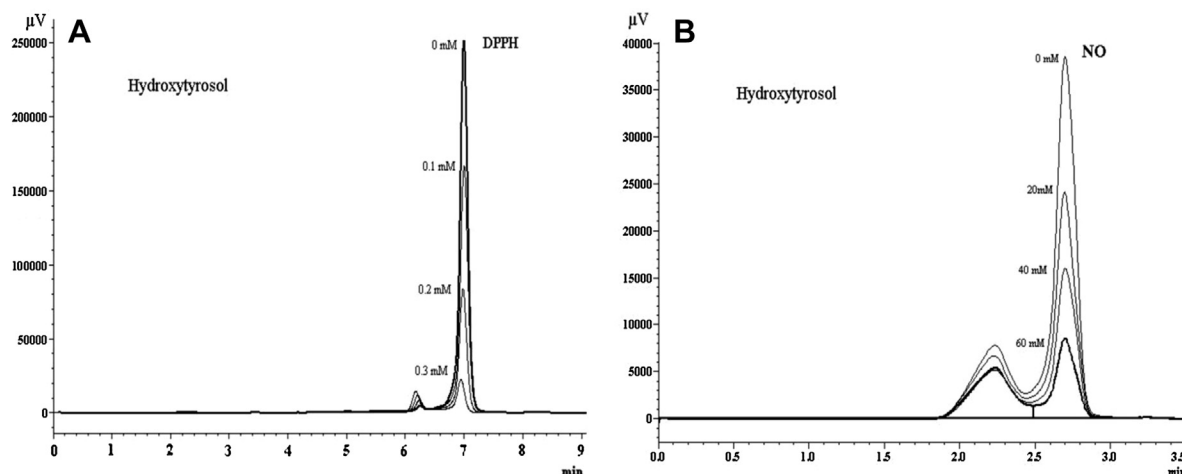 A
µV
250000
200000
150000
100000
50000
0
Hydroxytyrosol
0 mM
DPPH
0.1 mM
0.2 mM
0.3 mM
0 1 2 3 4 5 6 7 8 9
min
B
µV
40000
35000
30000
25000
20000
15000
10000
5000
0
Hydroxytyrosol
0 mM
NO
20mM
40 mM
60 mM
0.0 0.5 1.0 1.5 2.0 2.5 3.0 3.5